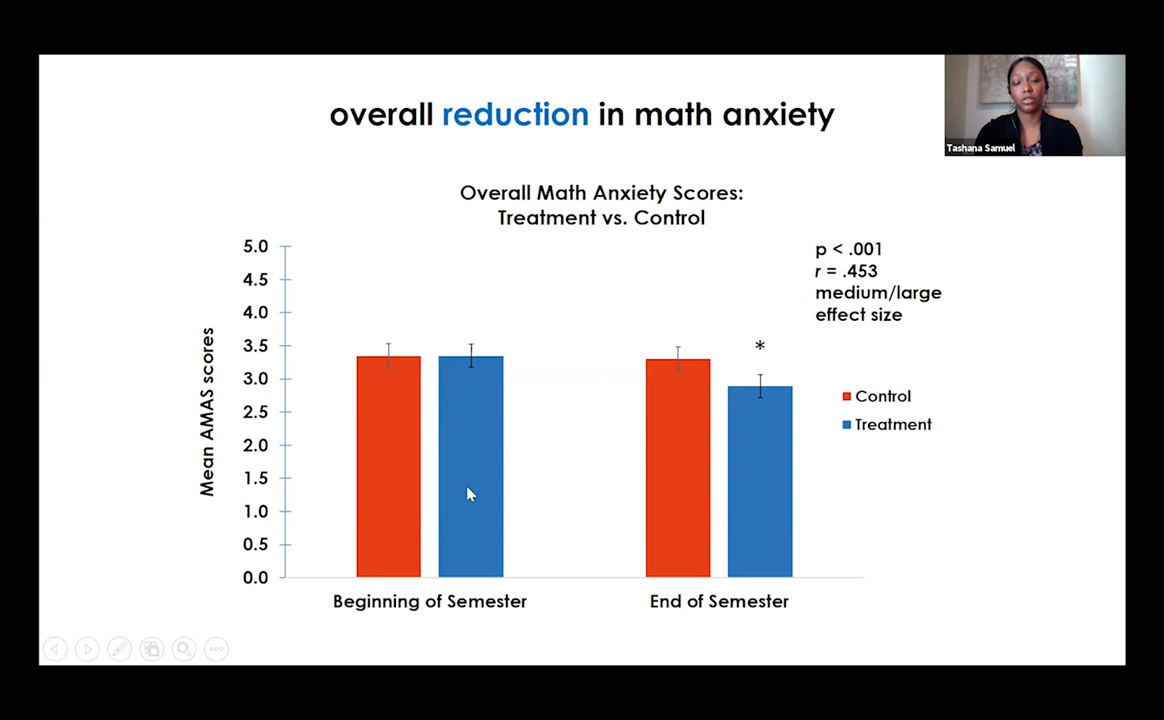 overall reduction in math anxiety
Tashana Samuel
Overall Math Anxiety Scores:
Treatment vs. Control
p < .001
r = .453
medium/large
effect size
Mean AMAS scores
5.0
4.5
4.0
3.5
3.0
2.5
2.0
1.5
1.0
0.5
0.0
*
Control
Treatment
Beginning of Semester
End of Semester